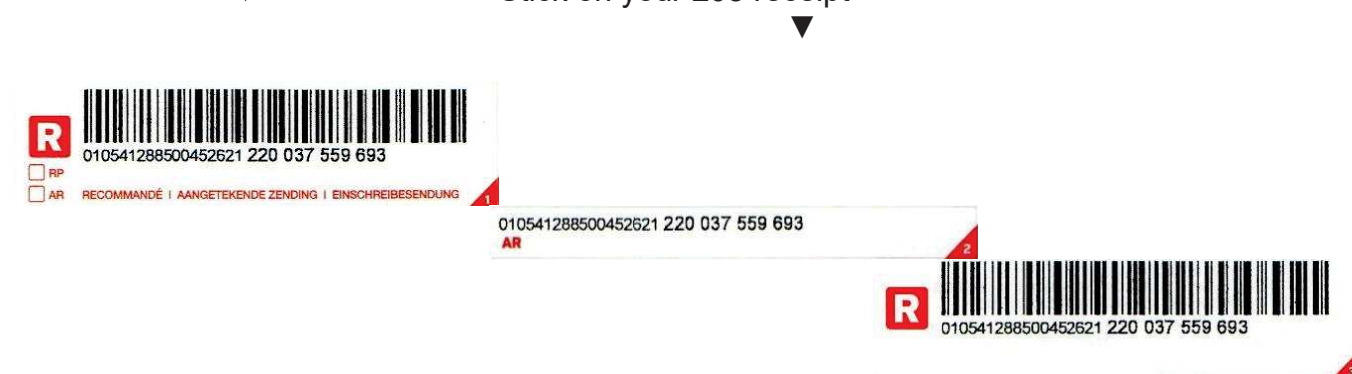 R
010541288500452621 220 037 559 693
RP
AR RECOMMANDÉ | AANGETEKENDE ZENDING | EINSCHREIBESENDUNG
1
010541288500452621 220 037 559 693
AR
2
R
010541288500452621 220 037 559 693